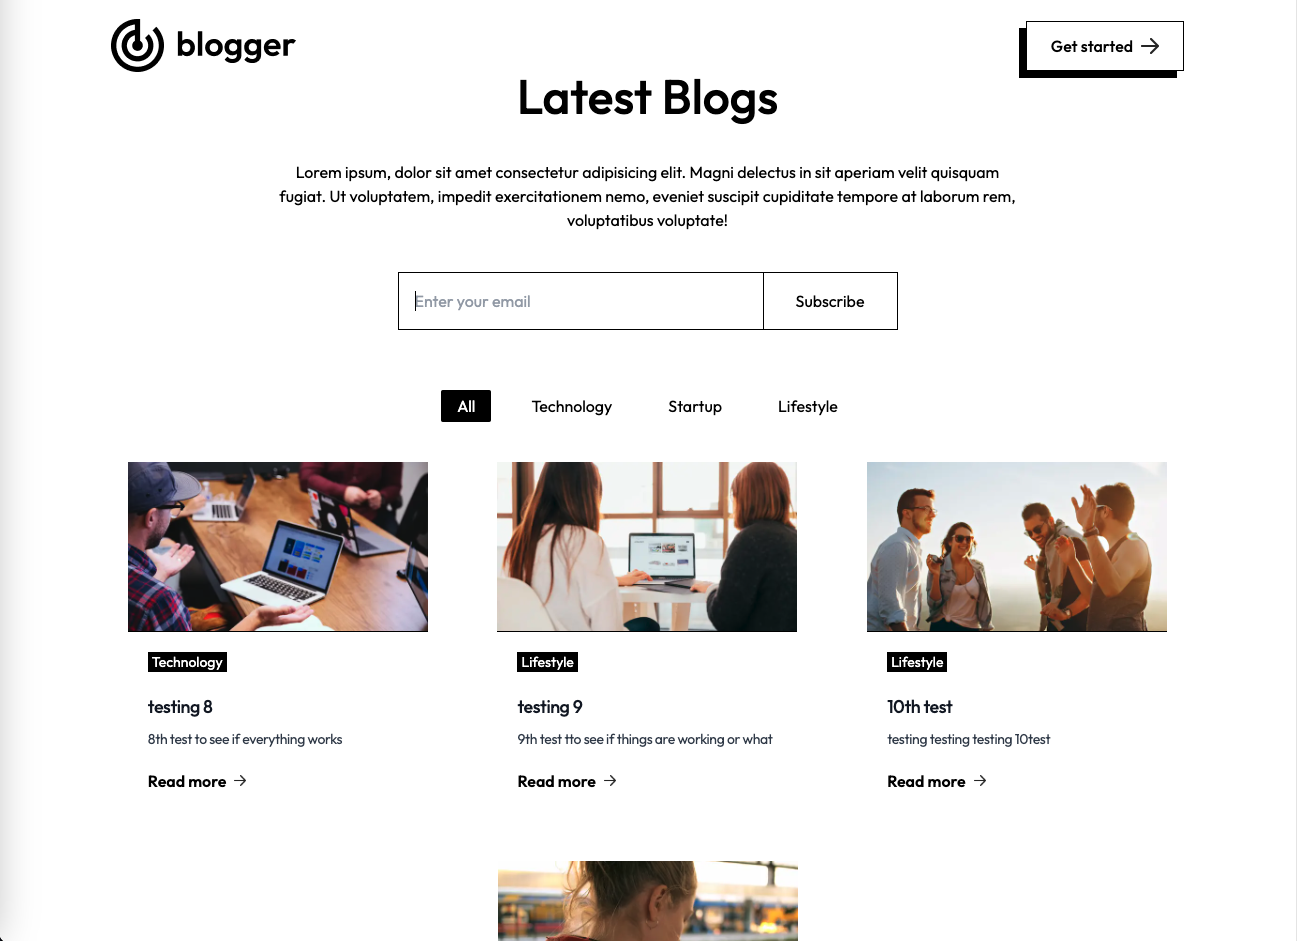 blogger
Get started
Latest Blogs
Lorem ipsum, dolor sit amet consectetur adipisicing elit. Magni delectus in sit aperiam velit quisquam
fugiat. Ut voluptatem, impedit exercitationem nemo, eveniet suscipit cupiditate tempore at laborum rem,
voluptatibus voluptate!
Enter your email
Subscribe
All
Technology
Startup
Lifestyle
Technology
testing 8
8th test to see if everything works
Read more
Lifestyle
testing 9
9th test tto see if things are working or what
Read more
Lifestyle
10th test
testing testing testing 10test
Read more